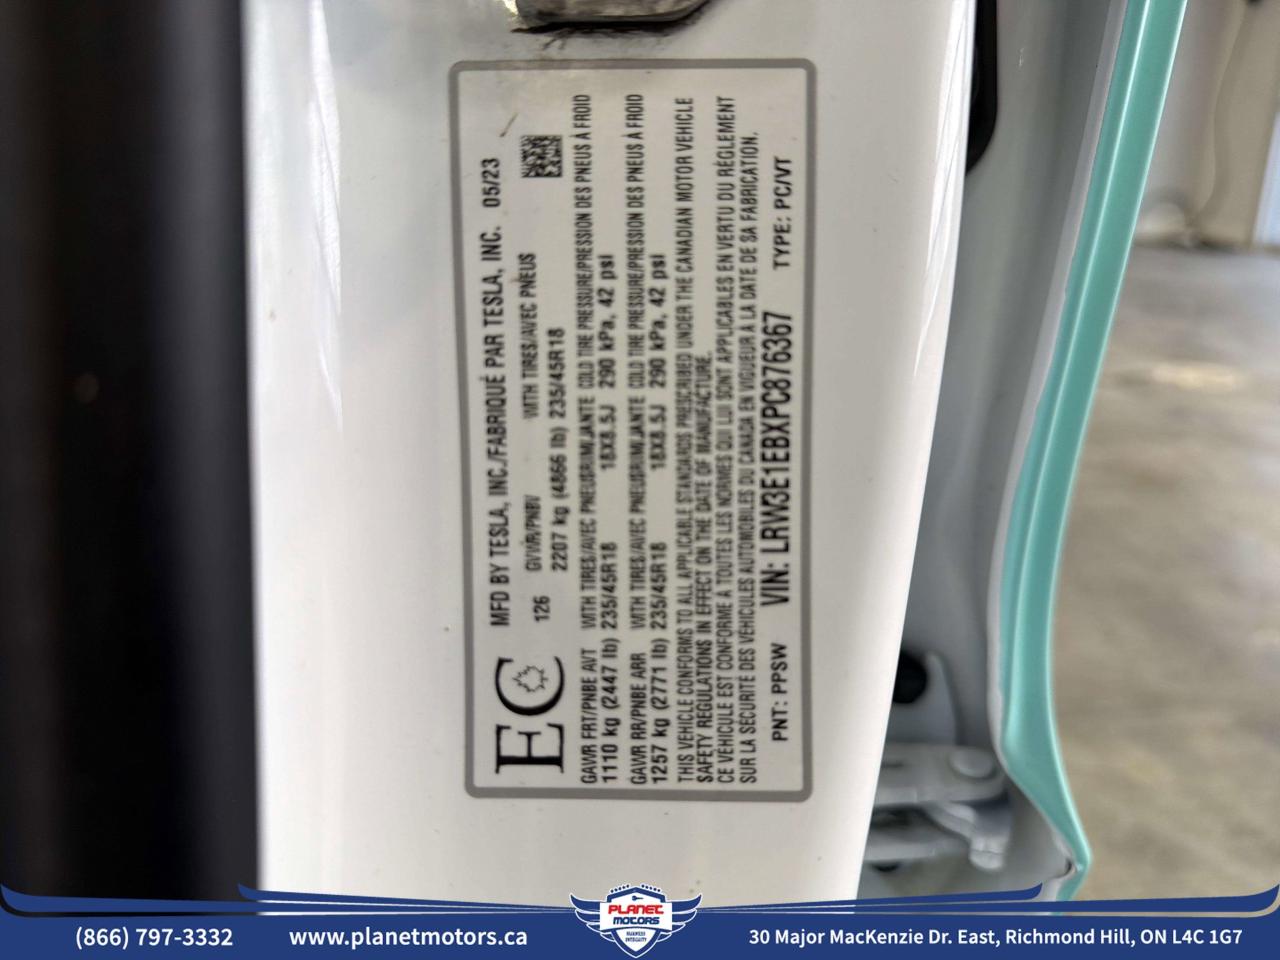 MFD BY TESLA, INC./FABRIQUÉ PAR TESLA, INC. 05/23
EC
126 GVWR/PNBV WITH TIRES/AVEC PNEUS
2207 kg (4866 lb) 235/45R18
GAWR FRT/PNBE AVT WITH TIRES/AVEC PNEUS RIM/JANTE COLD TIRE PRESSURE/PRESSION DES PNEUS À FROID
1110 kg (2447 lb) 235/45R18 18X8.5J 290 kPa, 42 psi
GAWR RR/PNBE ARR WITH TIRES/AVEC PNEUS RIM/JANTE COLD TIRE PRESSURE/PRESSION DES PNEUS À FROID
1257 kg (2771 lb) 235/45R18 18X8.5J 290 kPa, 42 psi
THIS VEHICLE CONFORMS TO ALL APPLICABLE STANDARDS PRESCRIBED UNDER THE CANADIAN MOTOR VEHICLE
SAFETY REGULATIONS IN EFFECT ON THE DATE OF MANUFACTURE.
CE VÉHICULE EST CONFORME À TOUTES LES NORMES QUI LUI SONT APPLICABLES EN VERTU DU RÈGLEMENT
SUR LA SÉCURITÉ DES VÉHICULES AUTOMOBILES DU CANADA EN VIGUEUR À LA DATE DE SA FABRICATION.
PNT: PPSW VIN: LRW3E1EBXPC876367 TYPE: PC/VT
PLANET
MOTORS
BUSINESS
INTEGRITY
(866) 797-3332 www.planetmotors.ca 30 Major MacKenzie Dr. East, Richmond Hill, ON L4C 1G7